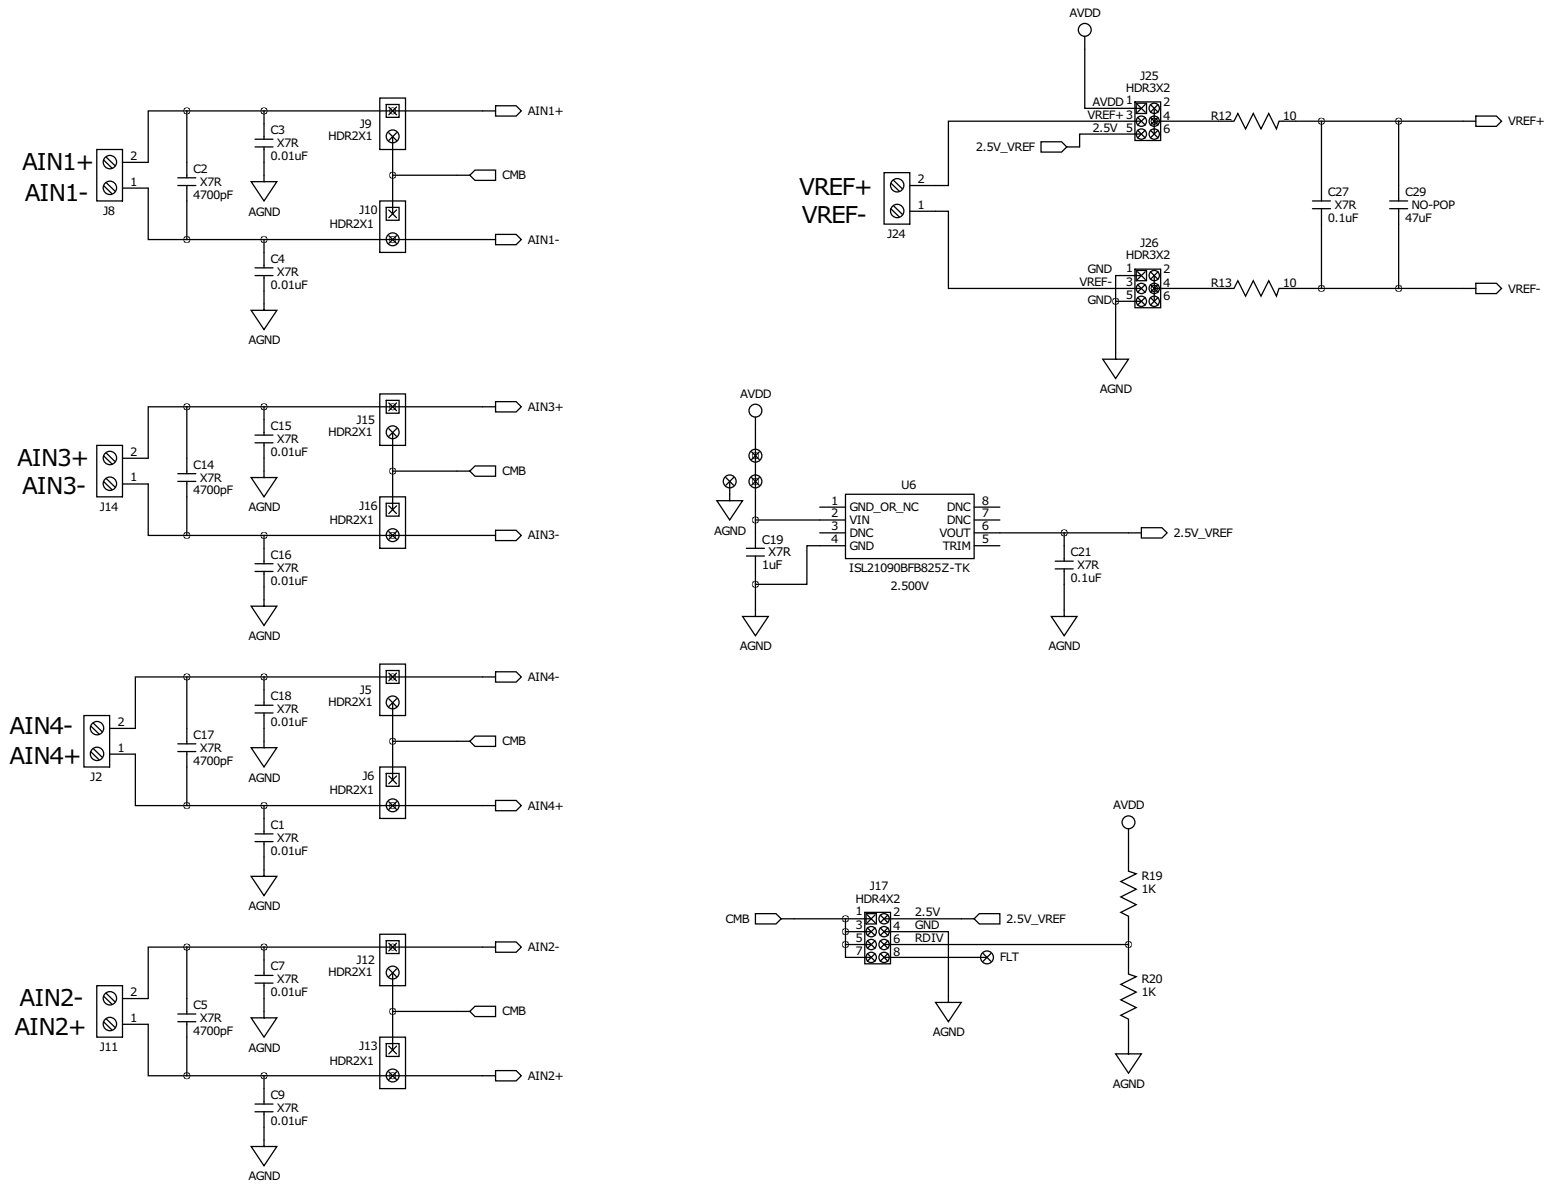 AIN1+
AIN1-
2
1
J8
C2
X7R
4700pF
C3
X7R
0.01uF
AGND
C4
X7R
0.01uF
AGND
J9
HDR2X1
J10
HDR2X1
AIN1+
CMB
AIN1-
AIN3+
AIN3-
2
1
J14
C14
X7R
4700pF
C15
X7R
0.01uF
AGND
C16
X7R
0.01uF
AGND
J15
HDR2X1
J16
HDR2X1
AIN3+
CMB
AIN3-
AIN4-
AIN4+
2
1
J2
C17
X7R
4700pF
C18
X7R
0.01uF
AGND
C1
X7R
0.01uF
AGND
J5
HDR2X1
J6
HDR2X1
AIN4-
CMB
AIN4+
AIN2-
AIN2+
2
1
J11
C5
X7R
4700pF
C7
X7R
0.01uF
AGND
C9
X7R
0.01uF
AGND
J12
HDR2X1
J13
HDR2X1
AIN2-
CMB
AIN2+
AVDD
J25
HDR3X2
AVDD 1 2
VREF+ 3 4
2.5V 5 6
2.5V_VREF
R12 10
VREF+
VREF+
VREF-
2
1
J24
C27
X7R
0.1uF
C29
NO-POP
47uF
J26
HDR3X2
GND 1 2
VREF- 3 4
GND 5 6
R13 10
VREF-
AGND
AVDD
AGND
C19
X7R
1uF
AGND
U6
1 GND_OR_NC DNC 8
2 VIN DNC 7
3 DNC VOUT 6
4 GND TRIM 5
ISL21090BFB825Z-TK
2.500V
2.5V_VREF
C21
X7R
0.1uF
AGND
J17
HDR4X2
CMB
1 2 2.5V
3 4 GND
5 6 RDIV
7 8
2.5V_VREF
FLT
AGND
AVDD
R19
1K
R20
1K
AGND